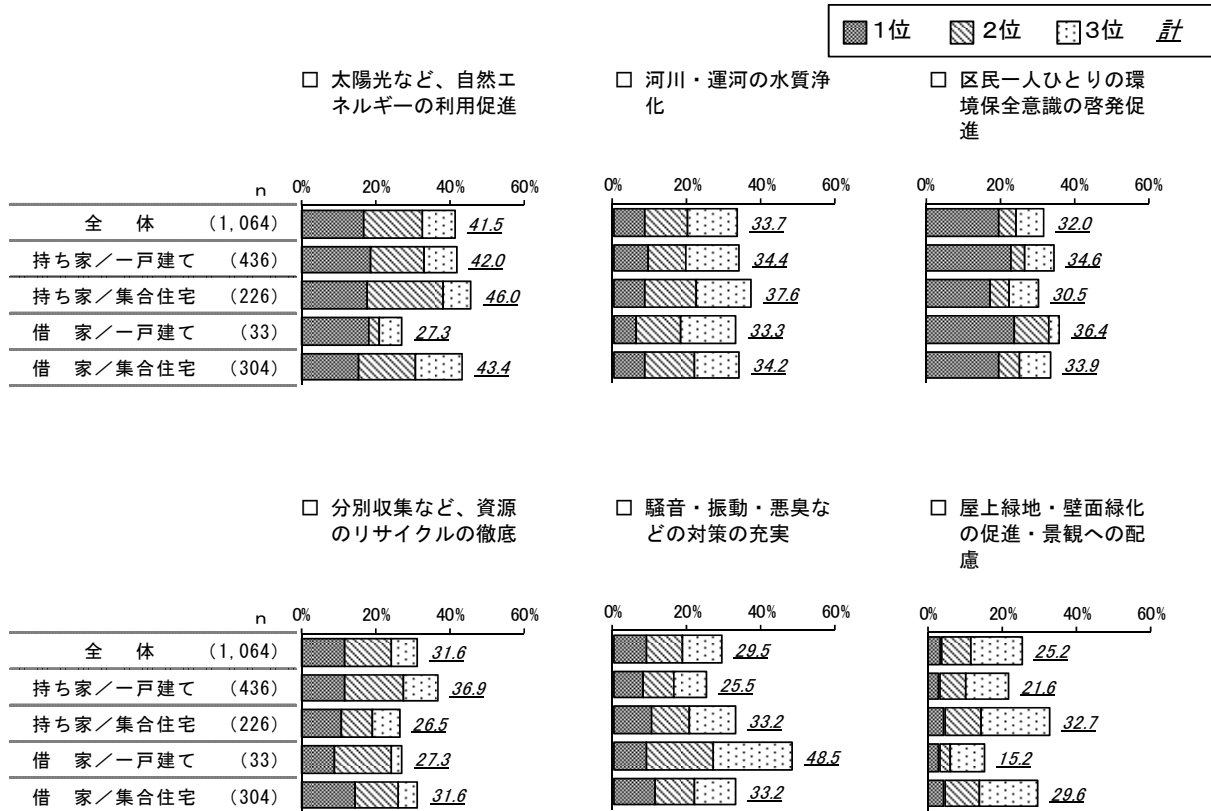 1位 2位 3位 計
□ 太陽光など、自然エ
ネルギーの利用促進
□ 河川・運河の水質浄
化
□ 区民一人ひとりの環
境保全意識の啓発促
進
n
0% 20% 40% 60%
0% 20% 40% 60%
0% 20% 40% 60%
全 体 (1,064) 41.5 33.7 32.0
持ち家/一戸建て (436) 42.0 34.4 34.6
持ち家/集合住宅 (226) 46.0 37.6 30.5
借 家/一戸建て (33) 27.3 33.3 36.4
借 家/集合住宅 (304) 43.4 34.2 33.9
□ 分別収集など、資源
のリサイクルの徹底
□ 騒音・振動・悪臭な
どの対策の充実
□ 屋上緑地・壁面緑化
の促進・景観への配
慮
n
0% 20% 40% 60%
0% 20% 40% 60%
0% 20% 40% 60%
全 体 (1,064) 31.6 29.5 25.2
持ち家/一戸建て (436) 36.9 25.5 21.6
持ち家/集合住宅 (226) 26.5 33.2 32.7
借 家/一戸建て (33) 27.3 48.5 15.2
借 家/集合住宅 (304) 31.6 33.2 29.6